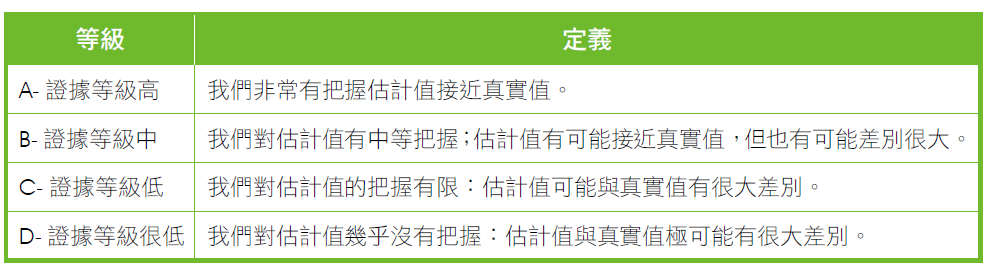 等級 定義
A- 證據等級高 我們非常有把握估計值接近真實值。
B- 證據等級中 我們對估計值有中等把握；估計值有可能接近真實值，但也有可能差別很大。
C- 證據等級低 我們對估計值的把握有限：估計值可能與真實值有很大差別。
D- 證據等級很低 我們對估計值幾乎沒有把握：估計值與真實值極可能有很大差別。